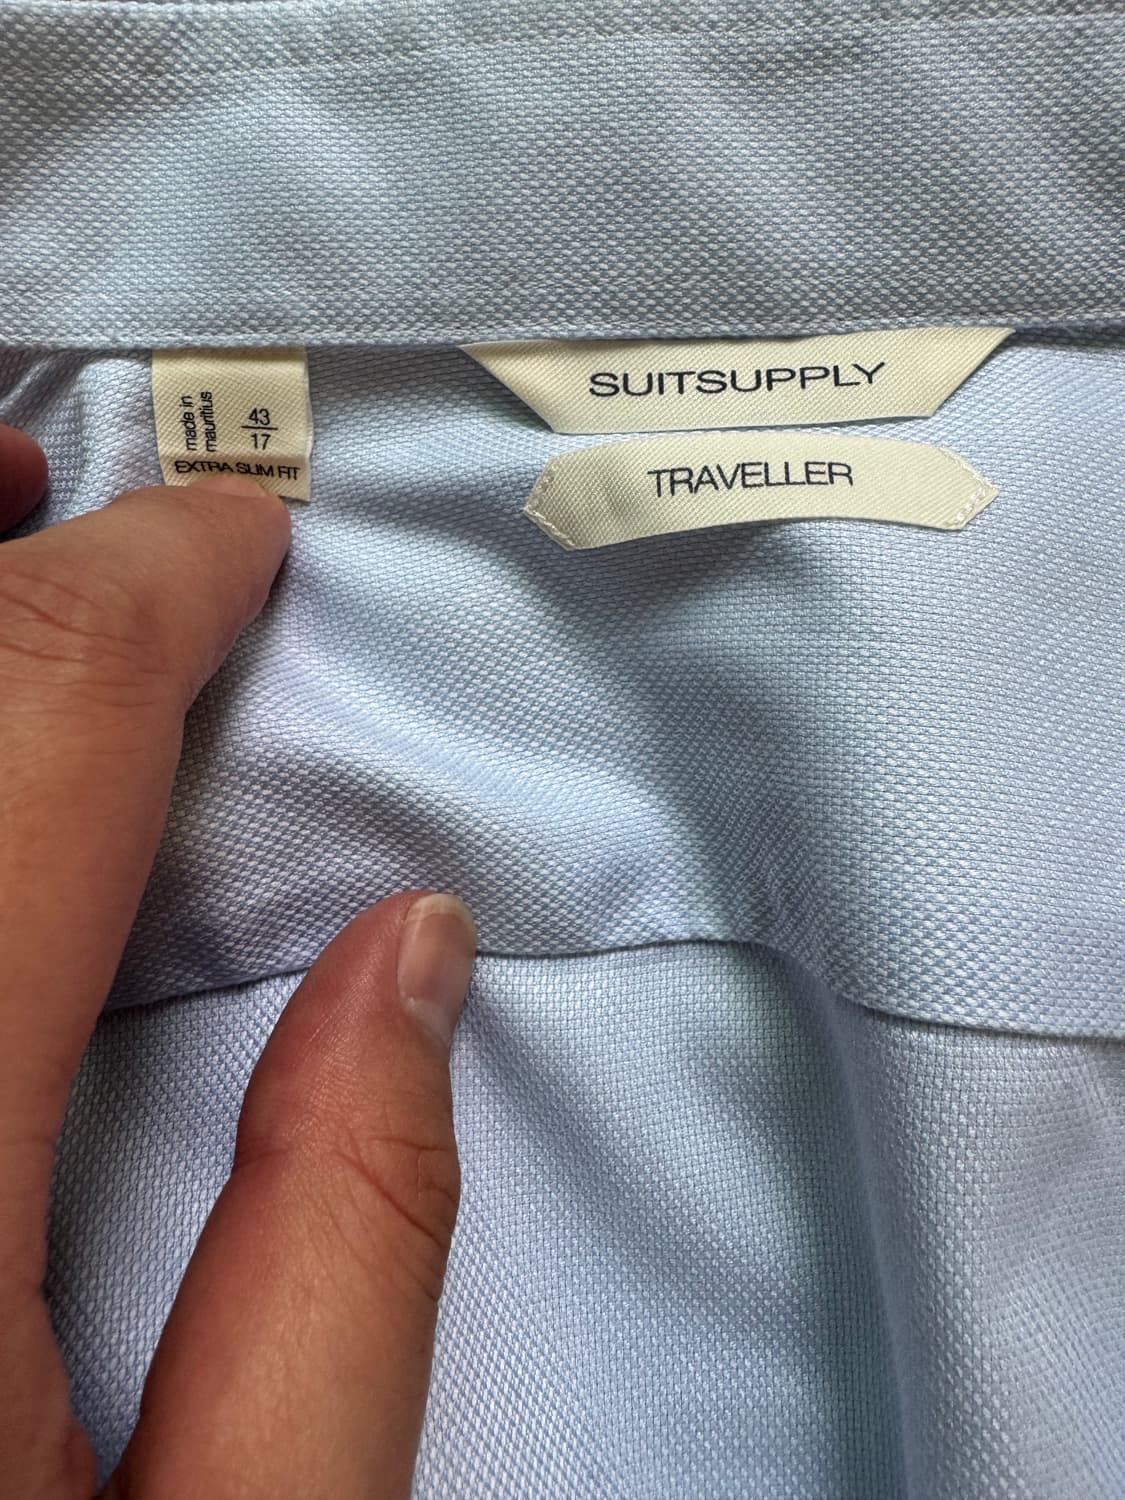 made in
mauritius
43
17
EXTRA SLIM FIT
SUITSUPPLY
TRAVELLER